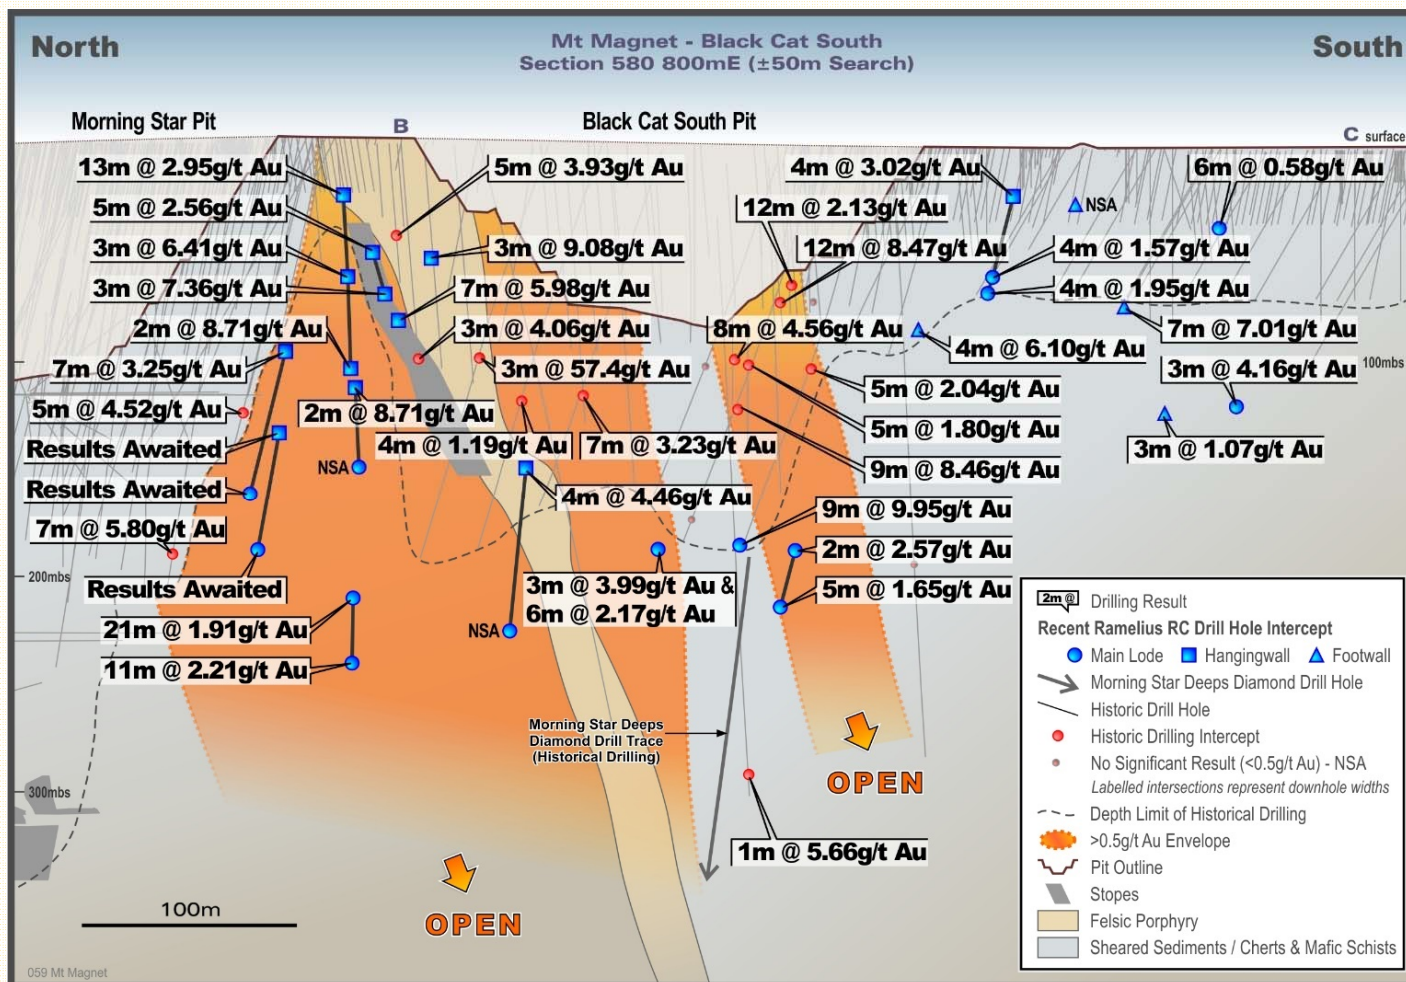 North
Mt Magnet - Black Cat South
Section 580 800mE (±50m Search)
South
Morning Star Pit
B
Black Cat South Pit
C surface
13m @ 2.95g/t Au
5m @ 3.93g/t Au
4m @ 3.02g/t Au
6m @ 0.58g/t Au
5m @ 2.56g/t Au
12m @ 2.13g/t Au
NSA
3m @ 6.41g/t Au
3m @ 9.08g/t Au
12m @ 8.47g/t Au
4m @ 1.57g/t Au
3m @ 7.36g/t Au
7m @ 5.98g/t Au
4m @ 1.95g/t Au
2m @ 8.71g/t Au
3m @ 4.06g/t Au
8m @ 4.56g/t Au
7m @ 7.01g/t Au
4m @ 6.10g/t Au
7m @ 3.25g/t Au
3m @ 57.4g/t Au
3m @ 4.16g/t Au
100mbs
5m @ 2.04g/t Au
5m @ 4.52g/t Au
2m @ 8.71g/t Au
5m @ 1.80g/t Au
Results Awaited
4m @ 1.19g/t Au
7m @ 3.23g/t Au
3m @ 1.07g/t Au
NSA
9m @ 8.46g/t Au
Results Awaited
4m @ 4.46g/t Au
9m @ 9.95g/t Au
7m @ 5.80g/t Au
2m @ 2.57g/t Au
200mbs
Results Awaited
3m @ 3.99g/t Au &
6m @ 2.17g/t Au
5m @ 1.65g/t Au
21m @ 1.91g/t Au
NSA
11m @ 2.21g/t Au
Morning Star Deeps
Diamond Drill Trace
(Historical Drilling)
OPEN
300mbs
1m @ 5.66g/t Au
OPEN
100m
059 Mt Magnet
2m @ Drilling Result
Recent Ramelius RC Drill Hole Intercept
Main Lode Hangingwall Footwall
Morning Star Deeps Diamond Drill Hole
Historic Drill Hole
Historic Drilling Intercept
No Significant Result (<0.5g/t Au) - NSA
Labelled intersections represent downhole widths
Depth Limit of Historical Drilling
>0.5g/t Au Envelope
Pit Outline
Stopes
Felsic Porphyry
Sheared Sediments / Cherts & Mafic Schists